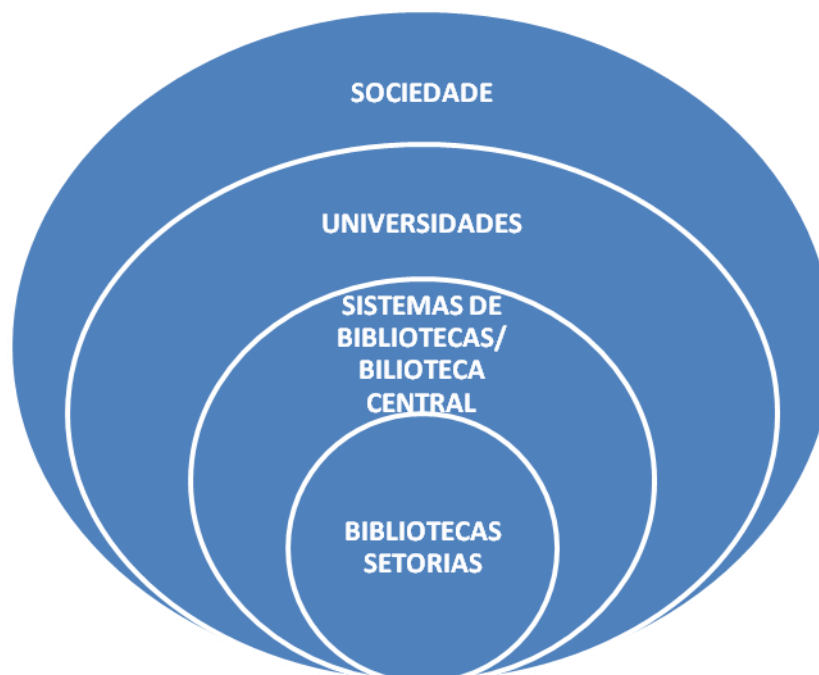 SOCIEDADE
UNIVERSIDADES
SISTEMAS DE
BIBLIOTECAS/
BILIOTECA
CENTRAL
BIBLIOTECAS
SETORIAS